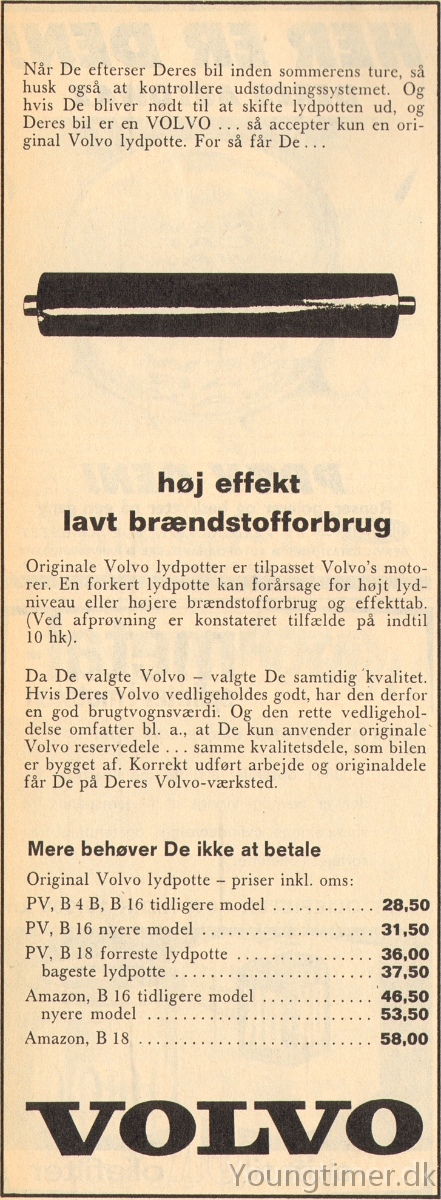 Når De efterser Deres bil inden sommerens ture, så
husk også at kontrollere udstødningssystemet. Og
hvis De bliver nødt til at skifte lydpotten ud, og
Deres bil er en VOLVO ... så accepter kun en ori-
ginal Volvo lydpotte. For så får De ...
høj effekt
lavt brændstofforbrug
Originale Volvo lydpotter er tilpasset Volvo's moto-
rer. En forkert lydpotte kan forårsage for højt lyd-
niveau eller højere brændstofforbrug og effekttab.
(Ved afprøvning er konstateret tilfælde på indtil
10 hk).
Da De valgte Volvo – valgte De samtidig kvalitet.
Hvis Deres Volvo vedligeholdes godt, har den derfor
en god brugtvognsværdi. Og den rette vedligehol-
delse omfatter bl. a., at De kun anvender originale
Volvo reservedele ... samme kvalitetsdele, som bilen
er bygget af. Korrekt udført arbejde og originaldele
får De på Deres Volvo-værksted.
Mere behøver De ikke at betale
Original Volvo lydpotte – priser inkl. oms:
PV, B 4 B, B 16 tidligere model ............ 28,50
PV, B 16 nyere model .................... 31,50
PV, B 18 forreste lydpotte ................ 36,00
bageste lydpotte ....................... 37,50
Amazon, B 16 tidligere model ............. 46,50
nyere model .......................... 53,50
Amazon, B 18 ........................... 58,00
VOLVO
Youngtimer.dk